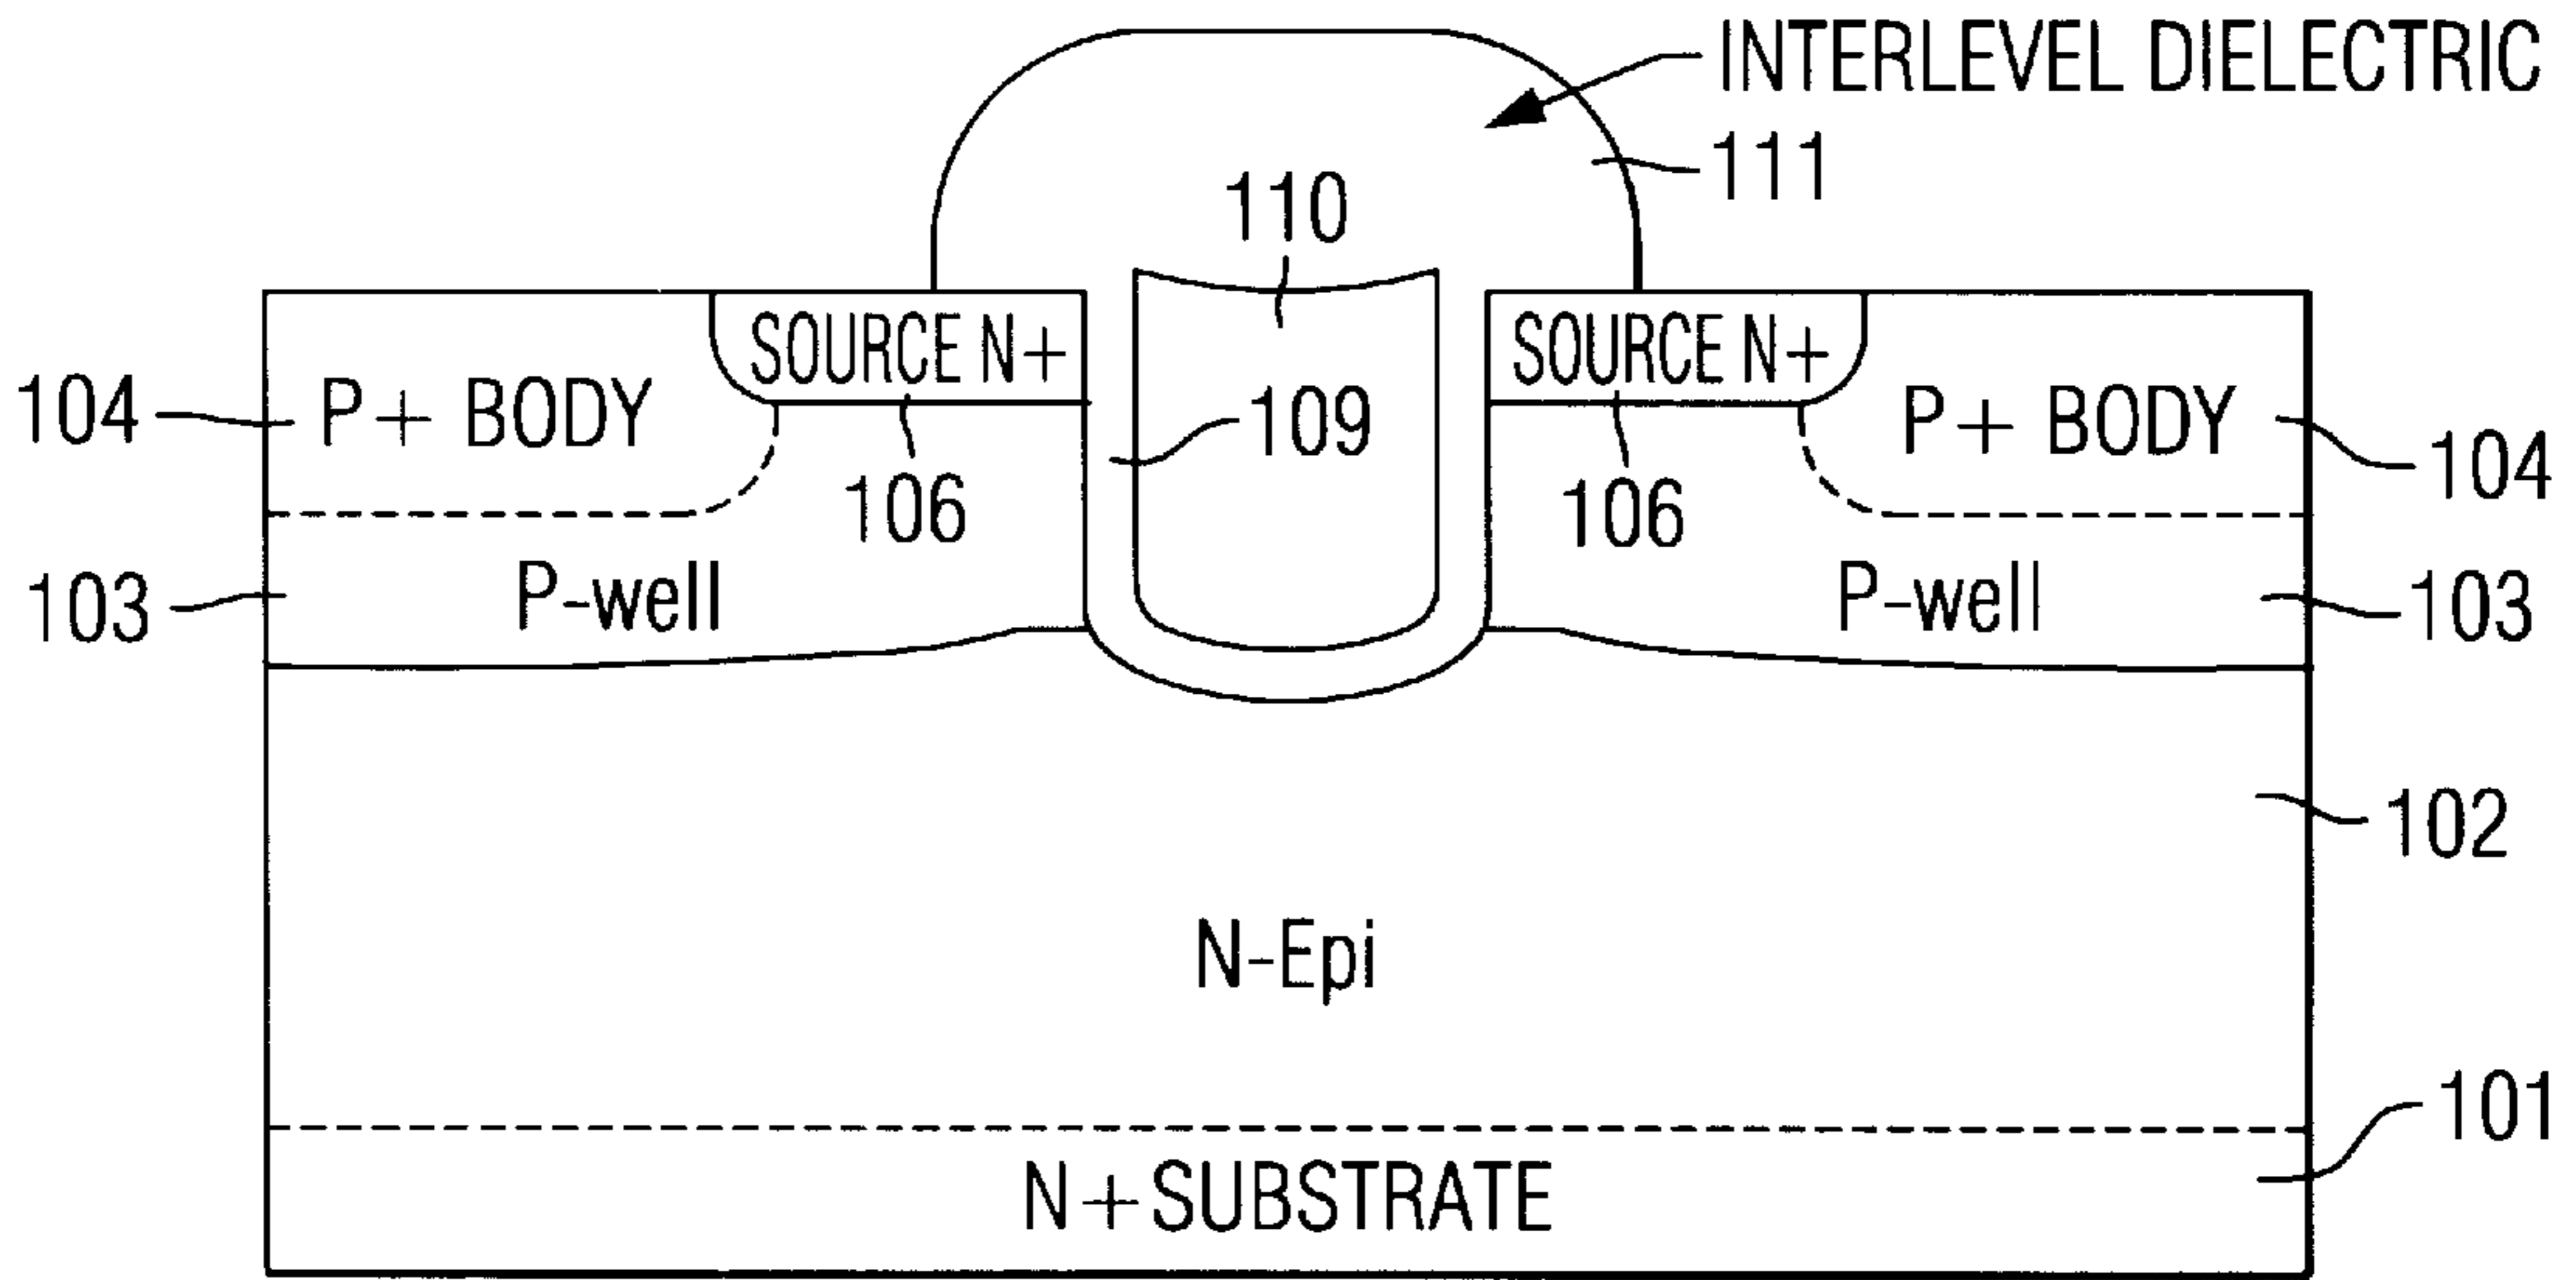 INTERLEVEL DIELECTRIC
111
110
SOURCE N+
SOURCE N+
104
P+ BODY
109
P+ BODY
104
106
106
103
P-well
P-well
103
102
N-Epi
101
N+SUBSTRATE